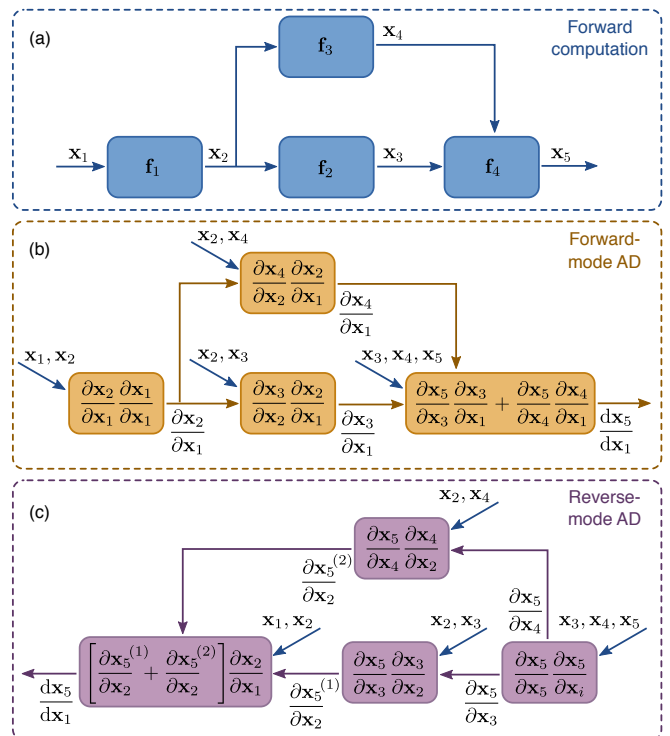 (a)
Forward
computation
x₄
f₃
x₁
f₁
x₂
f₂
x₃
f₄
x₅
(b)
Forward-
mode AD
x₂, x₄
∂x₄/∂x₂ ∂x₂/∂x₁
∂x₄/∂x₁
x₁, x₂
x₂, x₃
x₃, x₄, x₅
∂x₂/∂x₁ ∂x₁/∂x₁
∂x₂/∂x₁
∂x₃/∂x₂ ∂x₂/∂x₁
∂x₃/∂x₁
∂x₅/∂x₃ ∂x₃/∂x₁ + ∂x₅/∂x₄ ∂x₄/∂x₁
dx₅/dx₁
(c)
Reverse-
mode AD
x₂, x₄
∂x₅/∂x₄ ∂x₄/∂x₂
∂x₅⁽²⁾/∂x₂
∂x₅/∂x₄
x₁, x₂
x₂, x₃
x₃, x₄, x₅
dx₅/dx₁
[∂x₅⁽¹⁾/∂x₂ + ∂x₅⁽²⁾/∂x₂] ∂x₂/∂x₁
∂x₅⁽¹⁾/∂x₂
∂x₅/∂x₃ ∂x₃/∂x₂
∂x₅/∂x₃
∂x₅/∂x₅ ∂x₅/∂xᵢ